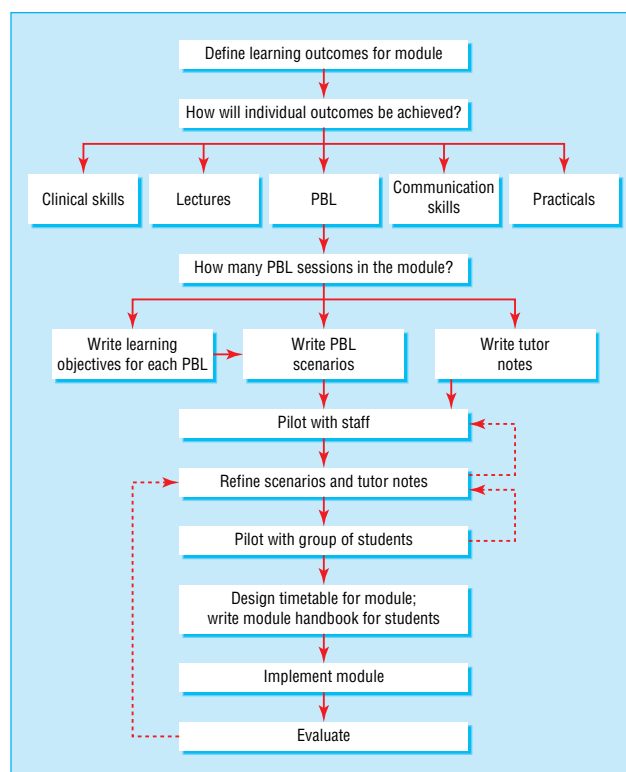 Define learning outcomes for module
How will individual outcomes be achieved?
Clinical skills
Lectures
PBL
Communication
skills
Practicals
How many PBL sessions in the module?
Write learning
objectives for each PBL
Write PBL
scenarios
Write tutor
notes
Pilot with staff
Refine scenarios and tutor notes
Pilot with group of students
Design timetable for module;
write module handbook for students
Implement module
Evaluate